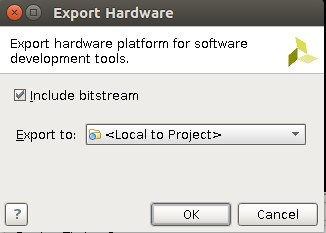 Export Hardware
Export hardware platform for software
development tools.
Include bitstream
Export to: <Local to Project>
? OK Cancel